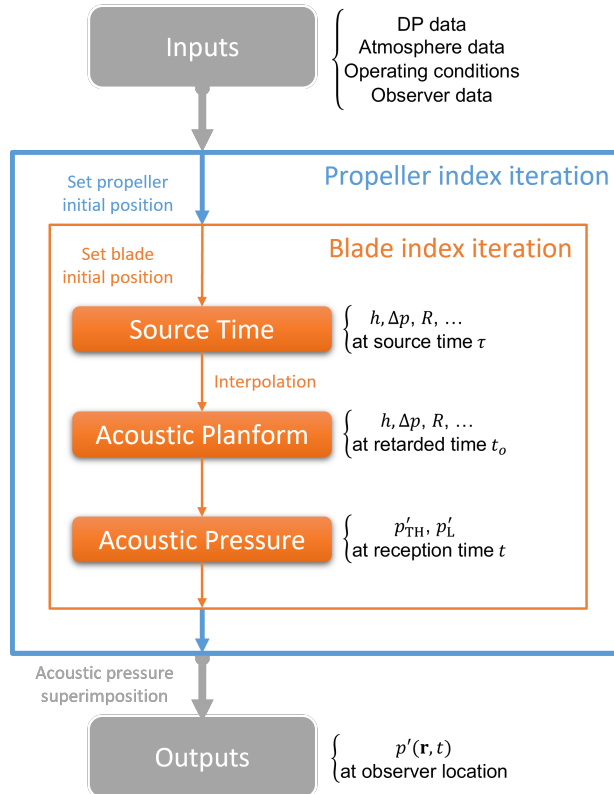 Inputs
DP data
Atmosphere data
Operating conditions
Observer data
Propeller index iteration
Set propeller
initial position
Blade index iteration
Set blade
initial position
Source Time
h, Δp, R, …
at source time τ
Interpolation
Acoustic Planform
h, Δp, R, …
at retarded time tₒ
Acoustic Pressure
p′_TH, p′_L
at reception time t
Acoustic pressure
superimposition
Outputs
p′(r, t)
at observer location